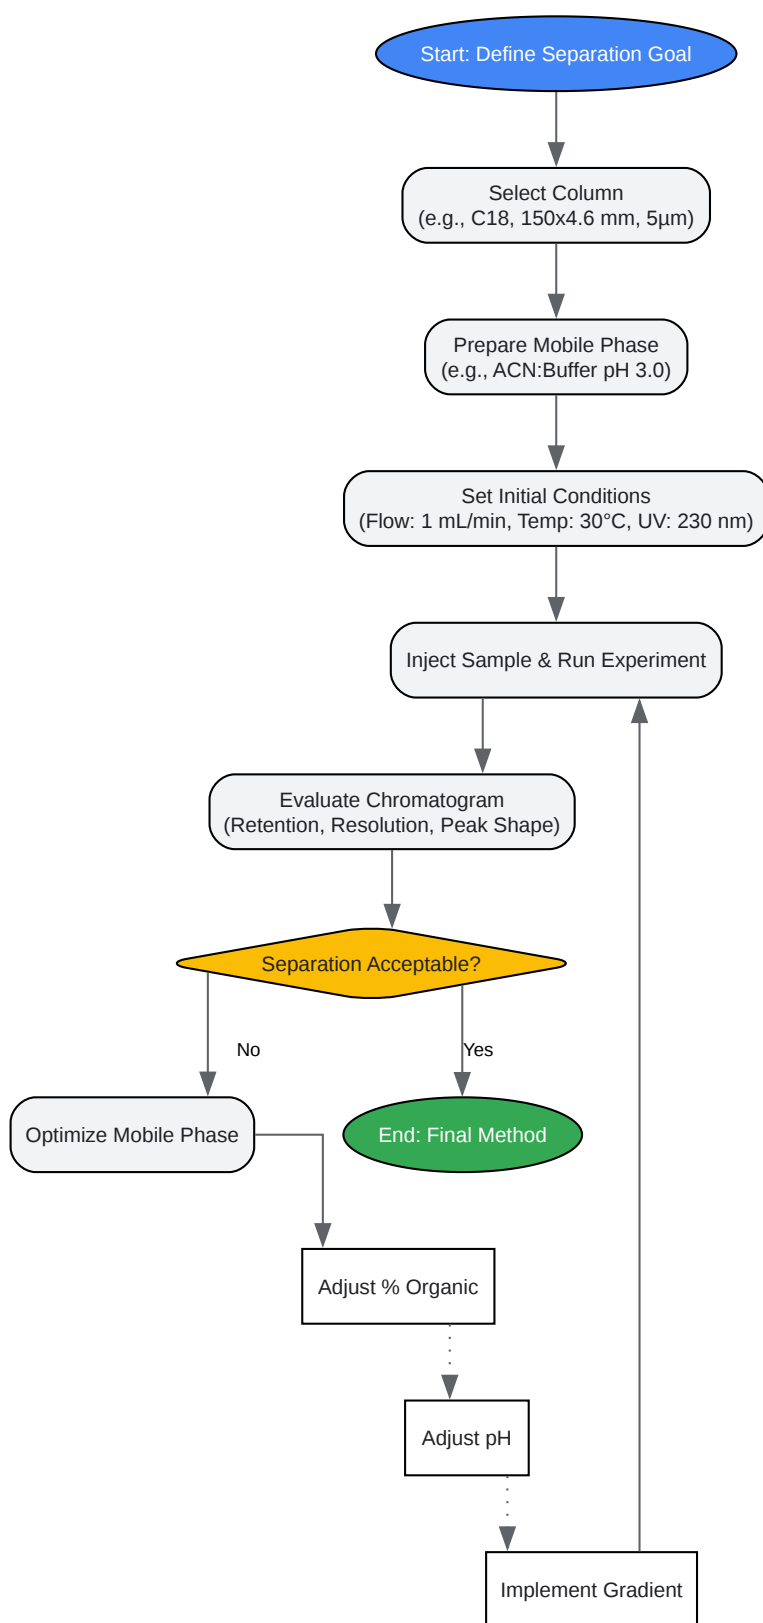 Start: Define Separation Goal
Select Column
(e.g., C18, 150x4.6 mm, 5µm)
Prepare Mobile Phase
(e.g., ACN:Buffer pH 3.0)
Set Initial Conditions
(Flow: 1 mL/min, Temp: 30°C, UV: 230 nm)
Inject Sample & Run Experiment
Evaluate Chromatogram
(Retention, Resolution, Peak Shape)
Separation Acceptable?
No
Yes
Optimize Mobile Phase
End: Final Method
Adjust % Organic
Adjust pH
Implement Gradient